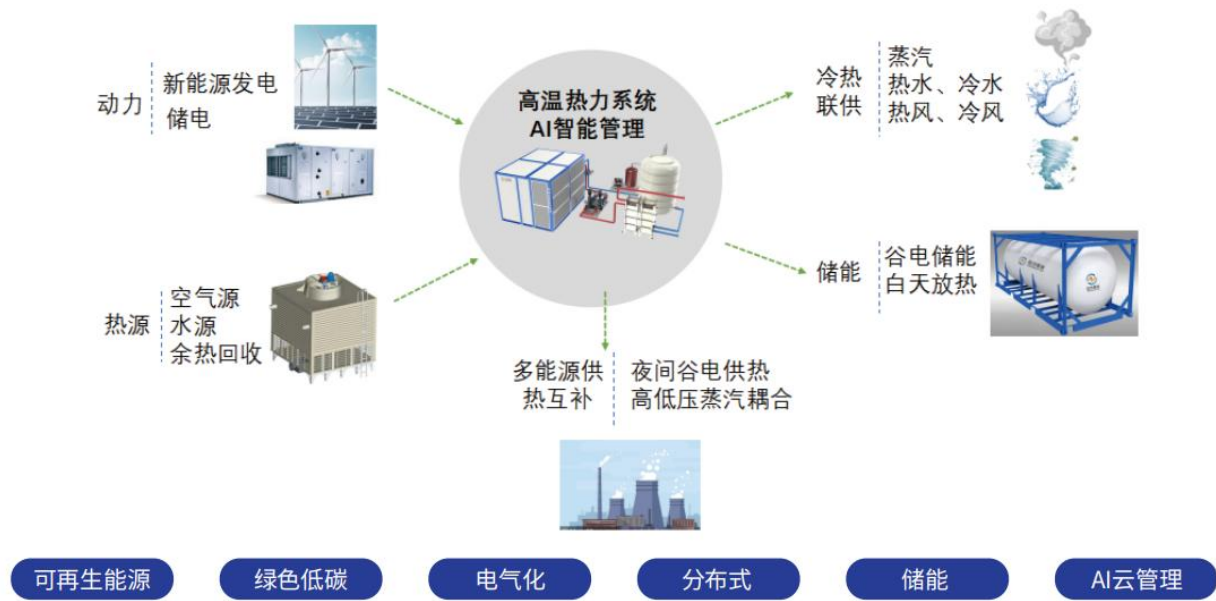 动力
新能源发电
储电
高温热力系统
AI智能管理
冷热
联供
蒸汽
热水、冷水
热风、冷风
热源
空气源
水源
余热回收
储能
谷电储能
白天放热
多能源供
热互补
夜间谷电供热
高低压蒸汽耦合
可再生能源
绿色低碳
电气化
分布式
储能
AI云管理